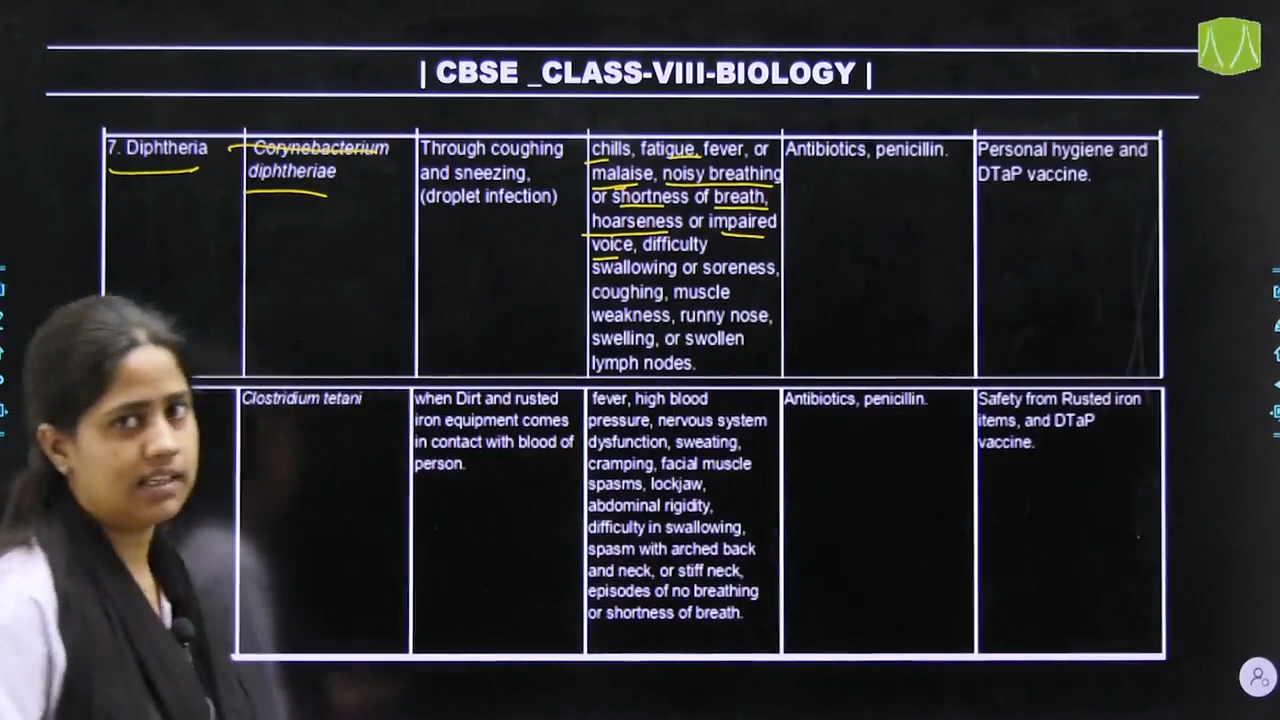 | CBSE _CLASS-VIII-BIOLOGY |
7. Diphtheria
Corynobacterium
diphtheriae
Through coughing
and sneezing,
(droplet infection)
chills, fatigue, fever, or
malaise, noisy breathing
or shortness of breath,
hoarseness or impaired
voice, difficulty
swallowing or soreness,
coughing, muscle
weakness, runny nose,
swelling, or swollen
lymph nodes.
Antibiotics, penicillin.
Personal hygiene and
DTaP vaccine.
Clostridium tetani
when Dirt and rusted
iron equipment comes
in contact with blood of
person.
fever, high blood
pressure, nervous system
dysfunction, sweating,
cramping, facial muscle
spasms, lockjaw,
abdominal rigidity,
difficulty in swallowing,
spasm with arched back
and neck, or stiff neck,
episodes of no breathing
or shortness of breath.
Antibiotics, penicillin.
Safety from Rusted iron
items, and DTaP
vaccine.